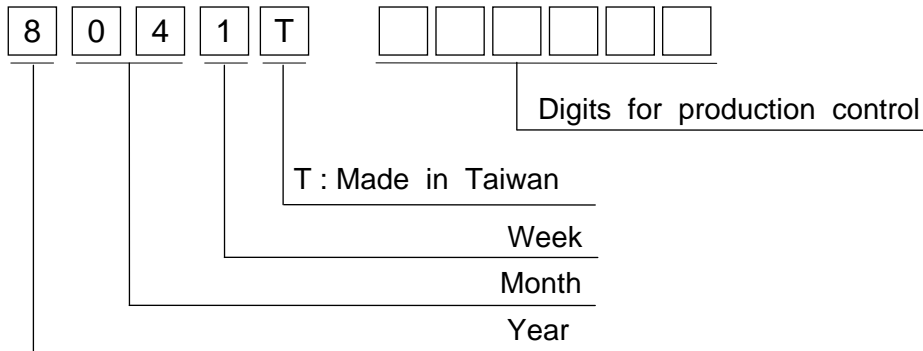 8 0 4 1 T
Digits for production control
T : Made in Taiwan
Week
Month
Year